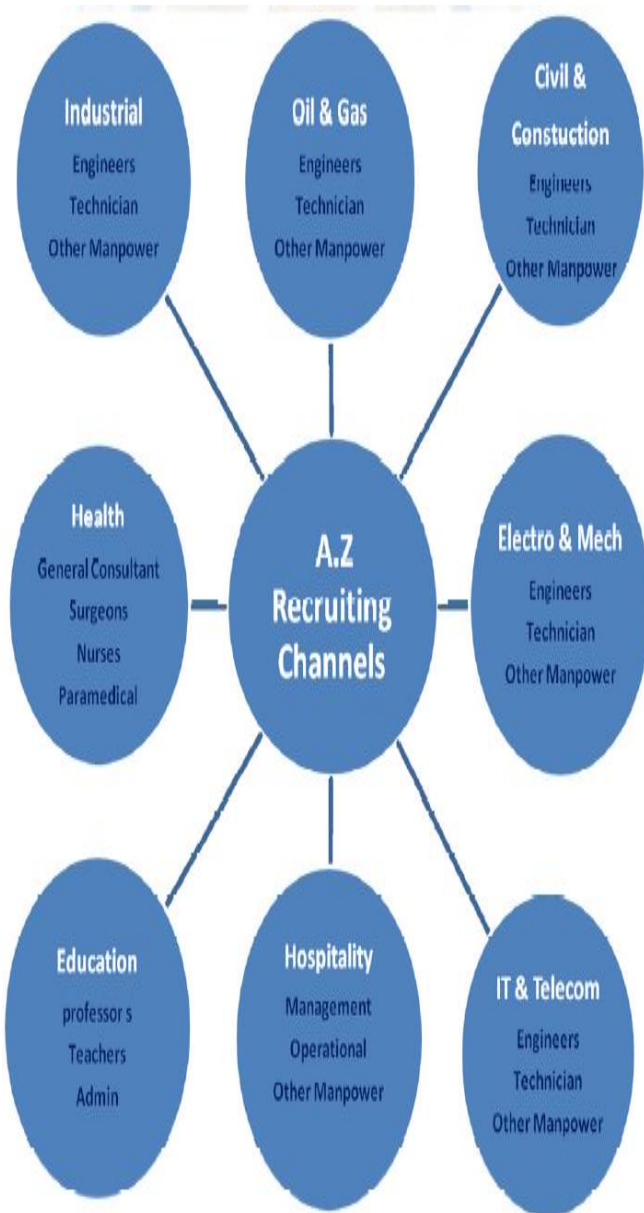 Industrial
Engineers
Technician
Other Manpower
Oil & Gas
Engineers
Technician
Other Manpower
Civil &
Constuction
Engineers
Technician
Other Manpower
Health
General Consultant
Surgeons
Nurses
Paramedical
A.Z
Recruiting
Channels
Electro & Mech
Engineers
Technician
Other Manpower
Education
professor s
Teachers
Admin
Hospitality
Management
Operational
Other Manpower
IT & Telecom
Engineers
Technician
Other Manpower